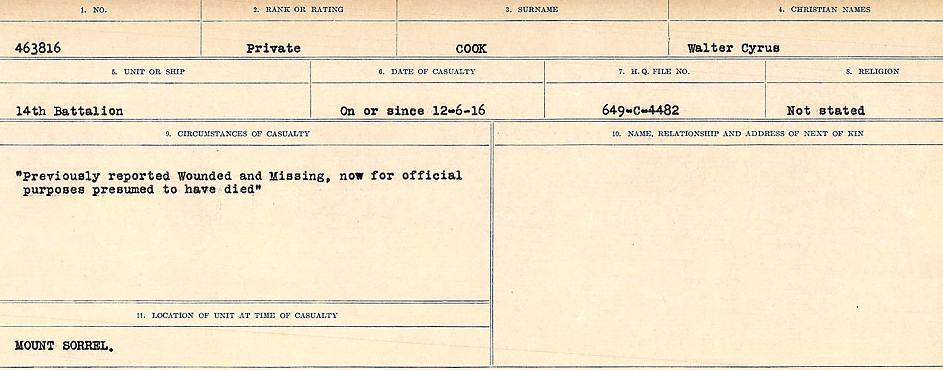 1. NO. 2. RANK OR RATING 3. SURNAME 4. CHRISTIAN NAMES
463816 Private COOK Walter Cyrus
5. UNIT OR SHIP 6. DATE OF CASUALTY 7. H. Q. FILE NO. 8. RELIGION
14th Battalion On or since 12-6-16 649-C-4482 Not stated
9. CIRCUMSTANCES OF CASUALTY 10. NAME, RELATIONSHIP AND ADDRESS OF NEXT OF KIN
"Previously reported Wounded and Missing, now for official
purposes presumed to have died"
11. LOCATION OF UNIT AT TIME OF CASUALTY
MOUNT SORREL.